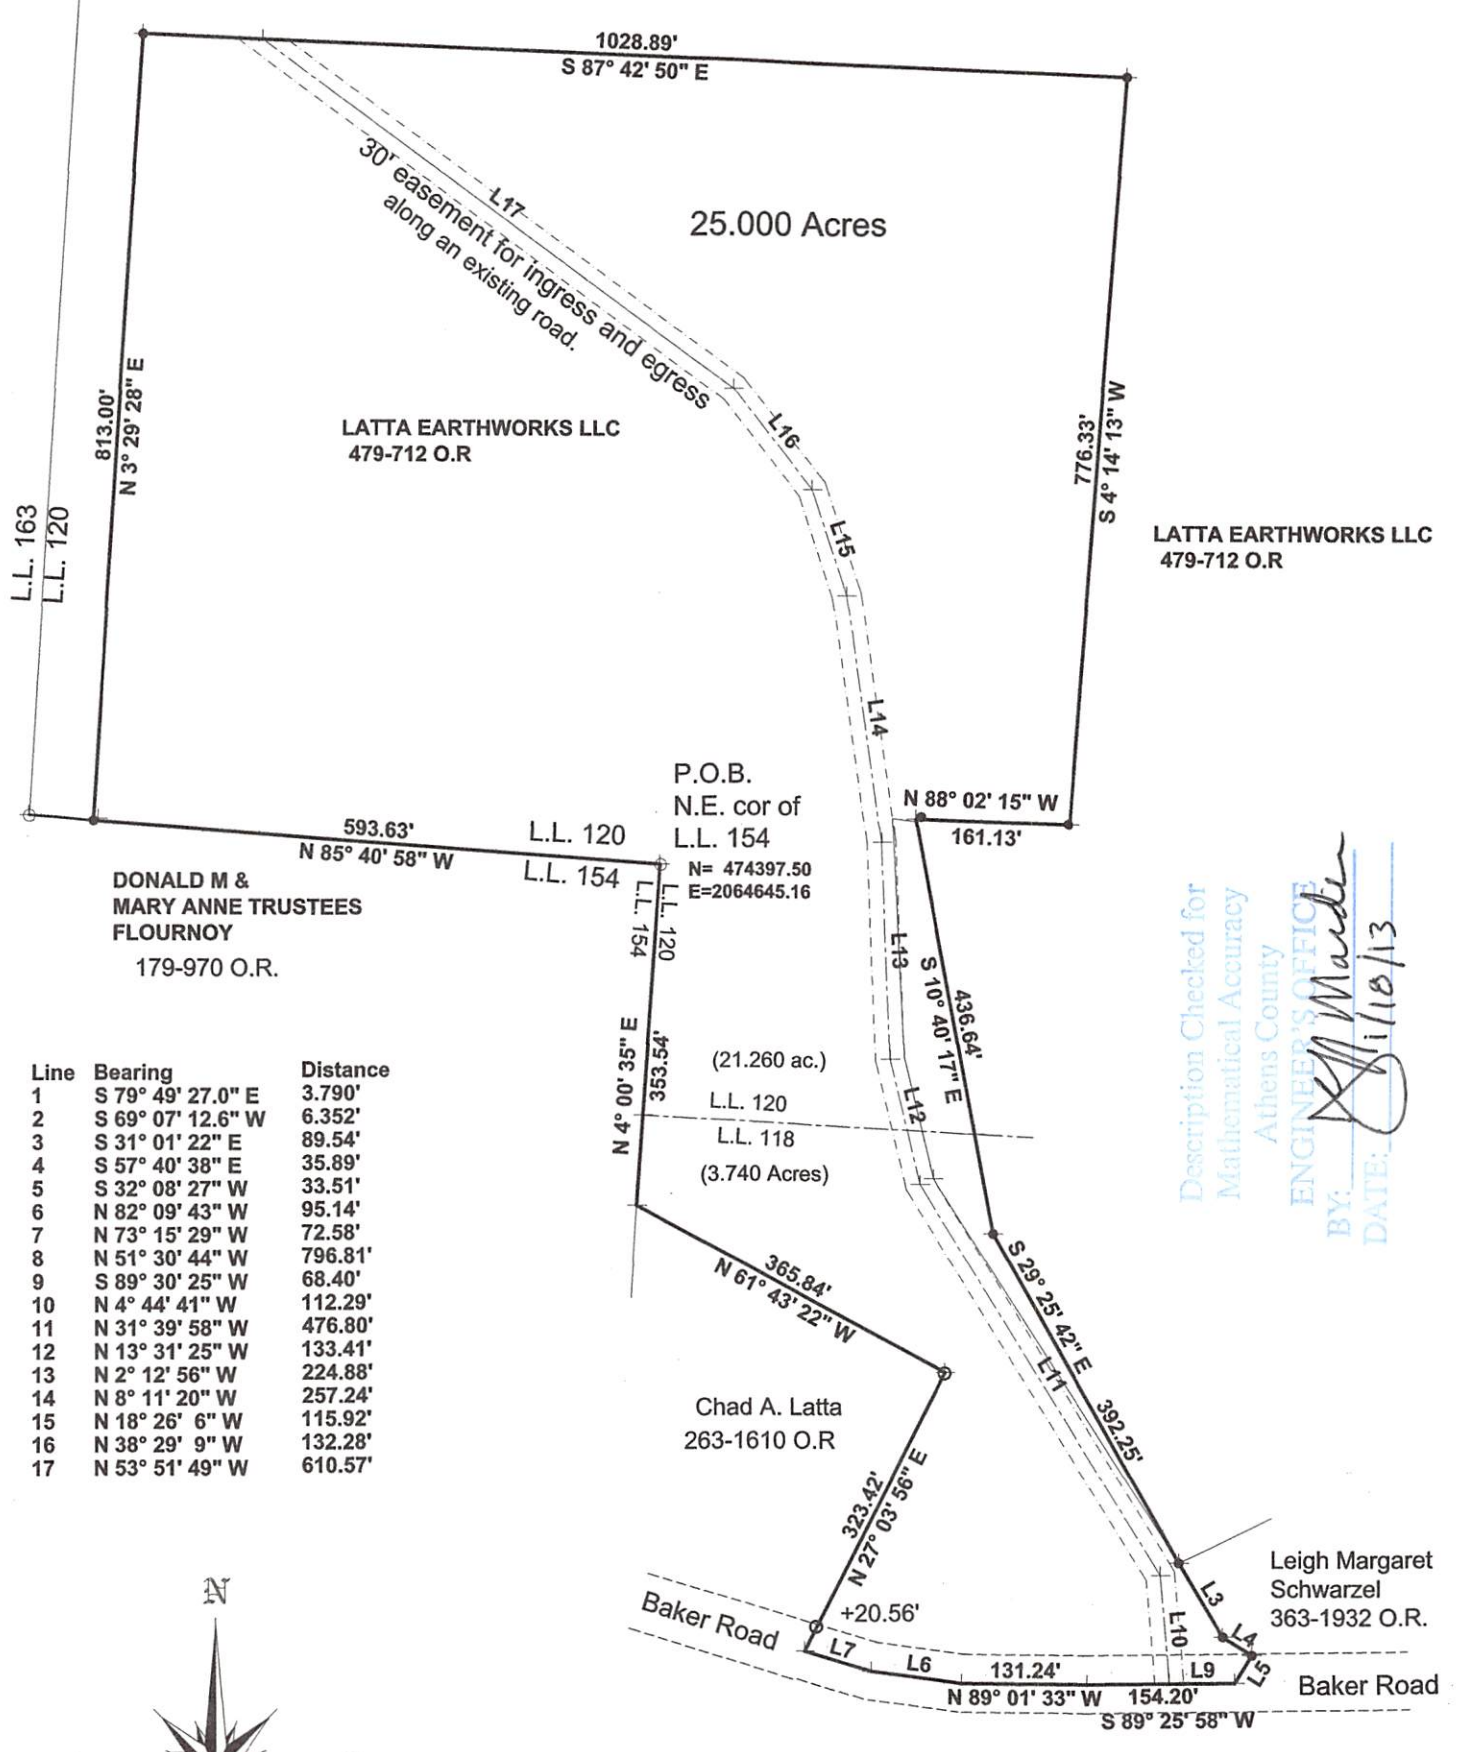 1028.89'
S 87° 42' 50" E
L17
30' easement for ingress and egress
along an existing road.
25.000 Acres
813.00'
N 3° 29' 28" E
LATTA EARTHWORKS LLC
479-712 O.R
L16
776.33'
S 4° 14' 13" W
L.L. 163
L.L. 120
L15
LATTA EARTHWORKS LLC
479-712 O.R
L14
P.O.B.
N.E. cor of
L.L. 154
N= 474397.50
E=2064645.16
N 88° 02' 15" W
161.13'
593.63'
N 85° 40' 58" W
L.L. 120
L.L. 154
L.L. 154
L.L. 120
DONALD M &
MARY ANNE TRUSTEES
FLOURNOY
179-970 O.R.
L13
436.64'
S 10° 40' 17" E
Description Checked for
Mathematical Accuracy
Athens County
ENGINEER'S OFFICE
BY:
DATE: 11/18/13
353.54'
N 4° 00' 35" E
(21.260 ac.)
L.L. 120
L.L. 118
(3.740 Acres)
L12
Line Bearing Distance
1 S 79° 49' 27.0" E 3.790'
2 S 69° 07' 12.6" W 6.352'
3 S 31° 01' 22" E 89.54'
4 S 57° 40' 38" E 35.89'
5 S 32° 08' 27" W 33.51'
6 N 82° 09' 43" W 95.14'
7 N 73° 15' 29" W 72.58'
8 N 51° 30' 44" W 796.81'
9 S 89° 30' 25" W 68.40'
10 N 4° 44' 41" W 112.29'
11 N 31° 39' 58" W 476.80'
12 N 13° 31' 25" W 133.41'
13 N 2° 12' 56" W 224.88'
14 N 8° 11' 20" W 257.24'
15 N 18° 26' 6" W 115.92'
16 N 38° 29' 9" W 132.28'
17 N 53° 51' 49" W 610.57'
365.84'
N 61° 43' 22" W
S 29° 25' 42" E
392.25'
L11
Chad A. Latta
263-1610 O.R
323.42'
N 27° 03' 56" E
Leigh Margaret
Schwarzel
363-1932 O.R.
N
Baker Road
+20.56'
L7
L6
131.24'
N 89° 01' 33" W
L10
L9
154.20'
S 89° 25' 58" W
L3
L4
L5
Baker Road